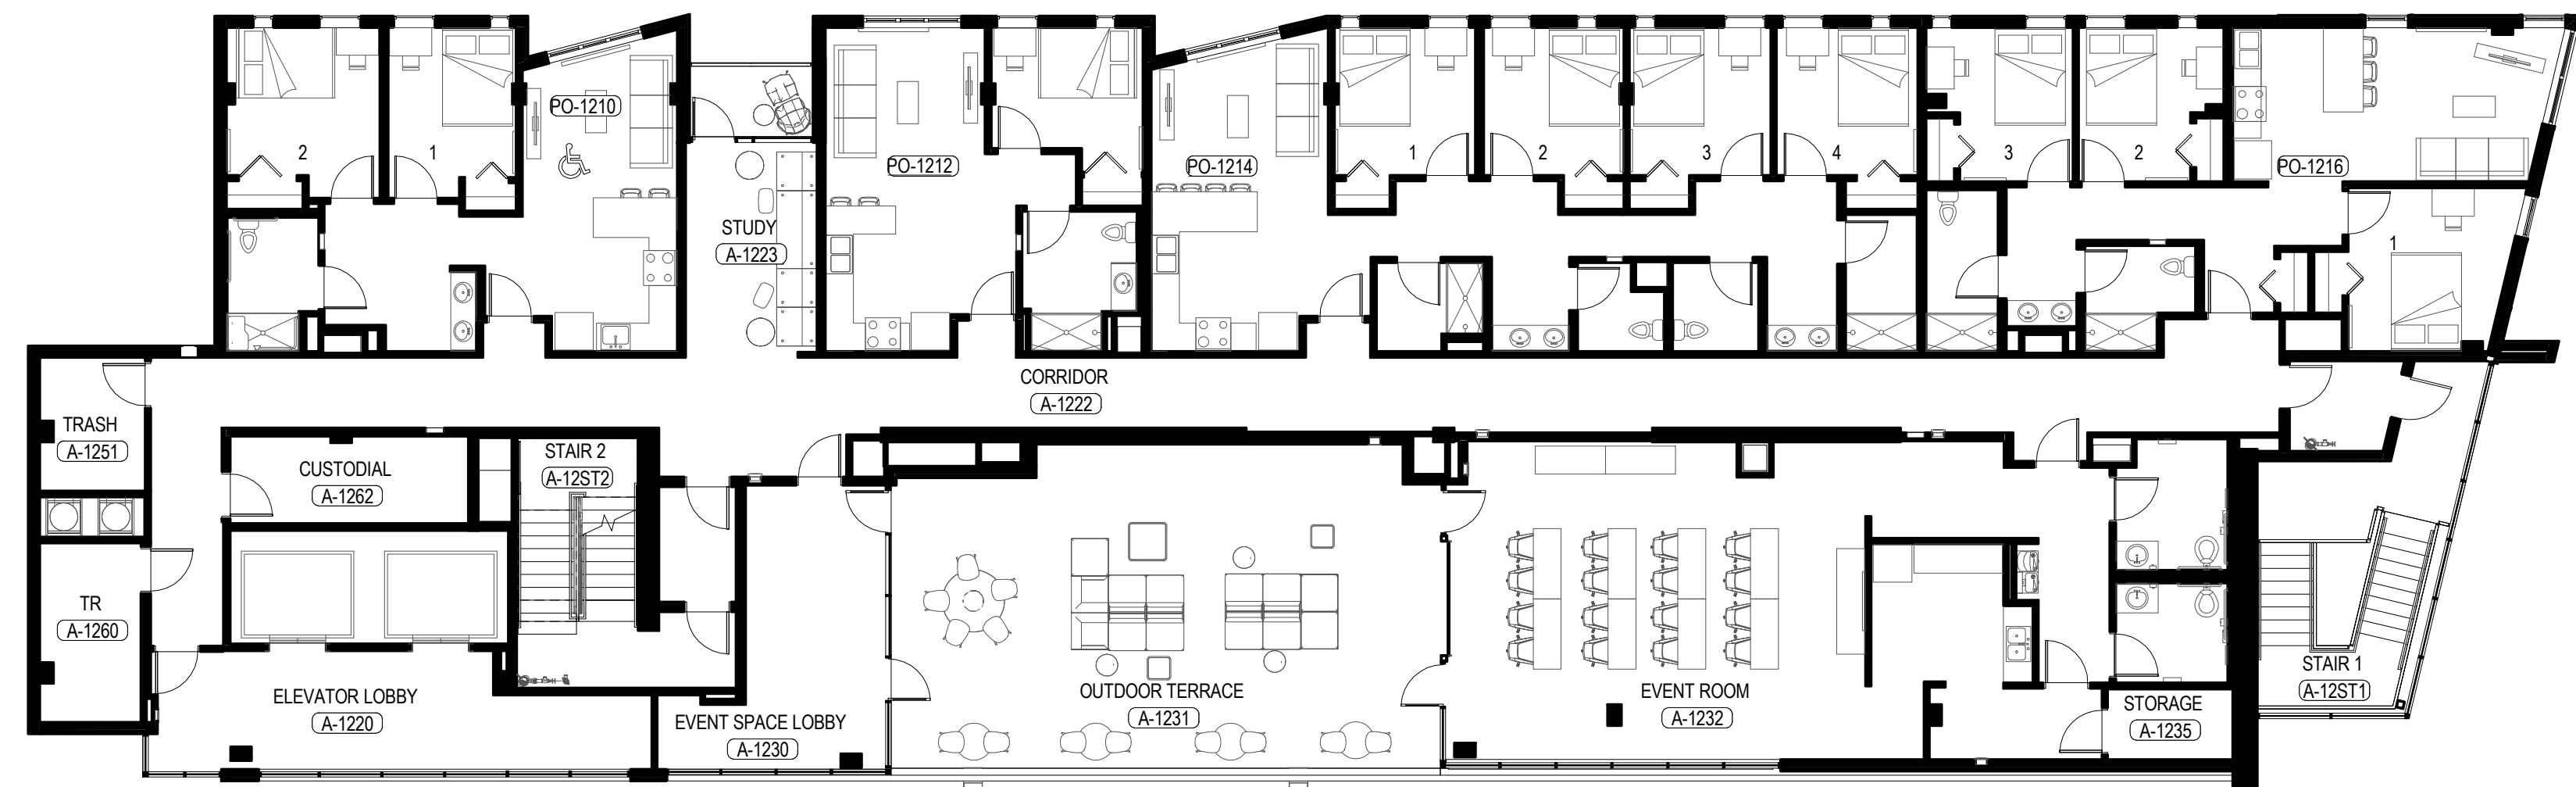 PO-1210
2
1
PO-1212
PO-1214
1
2
3
4
3
2
PO-1216
1
STUDY
A-1223
CORRIDOR
A-1222
TRASH
A-1251
CUSTODIAL
A-1262
STAIR 2
A-12ST2
TR
A-1260
ELEVATOR LOBBY
A-1220
EVENT SPACE LOBBY
A-1230
OUTDOOR TERRACE
A-1231
EVENT ROOM
A-1232
STORAGE
A-1235
STAIR 1
A-12ST1